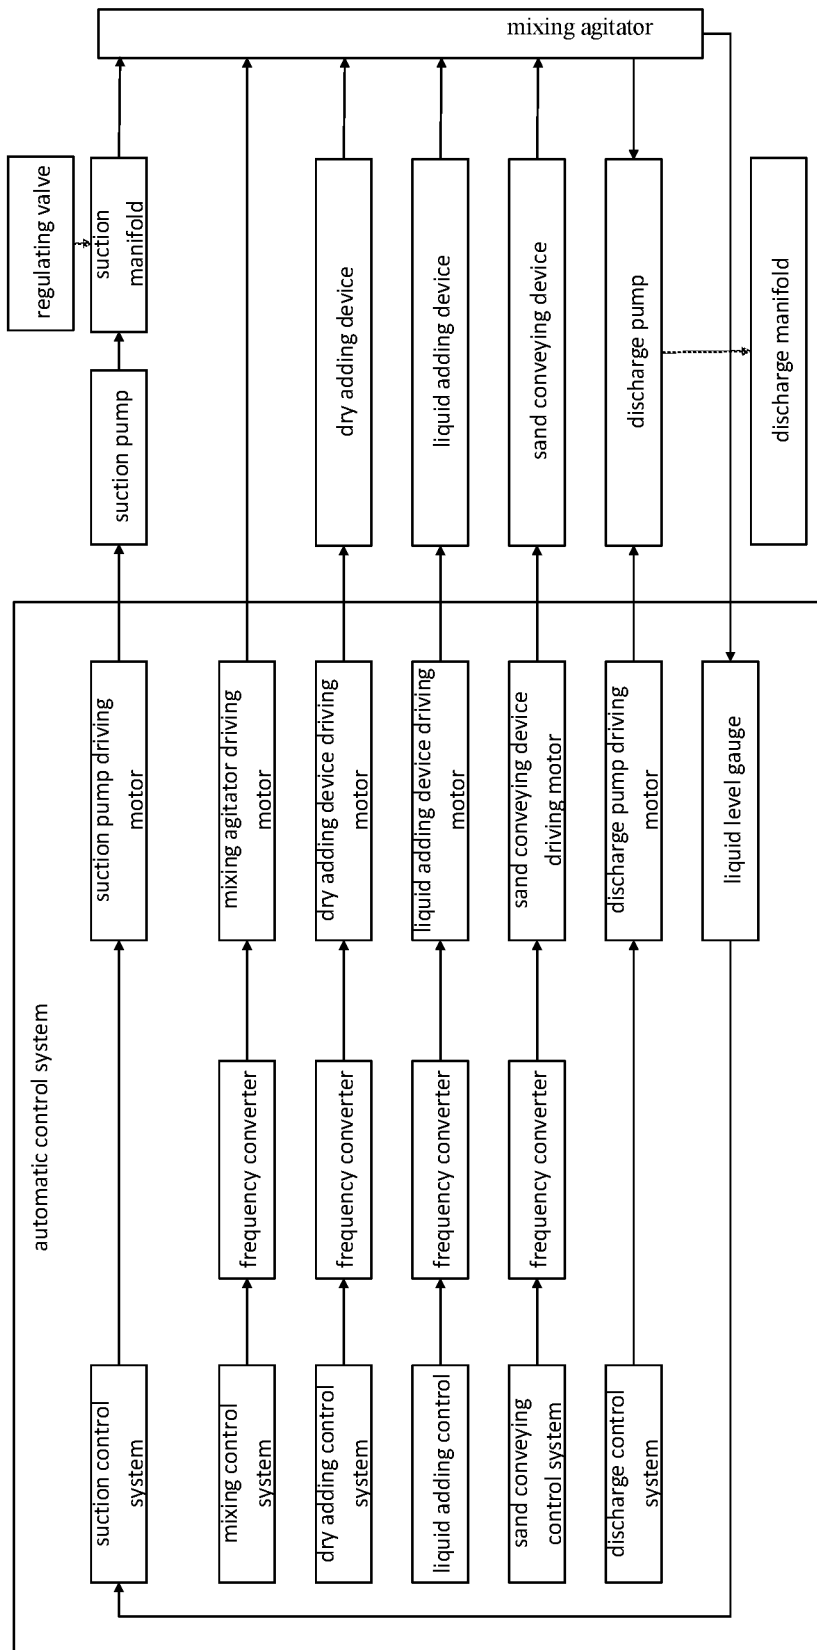 mixing agitator
regulating valve
suction
manifold
suction pump
dry adding device
liquid adding device
sand conveying device
discharge pump
discharge manifold
automatic control system
suction pump driving
motor
mixing agitator driving
motor
dry adding device driving
motor
liquid adding device driving
motor
sand conveying device
driving motor
discharge pump driving
motor
liquid level gauge
frequency converter
frequency converter
frequency converter
frequency converter
suction control
system
mixing control
system
dry adding control
system
liquid adding control
sand conveying
control system
discharge control
system